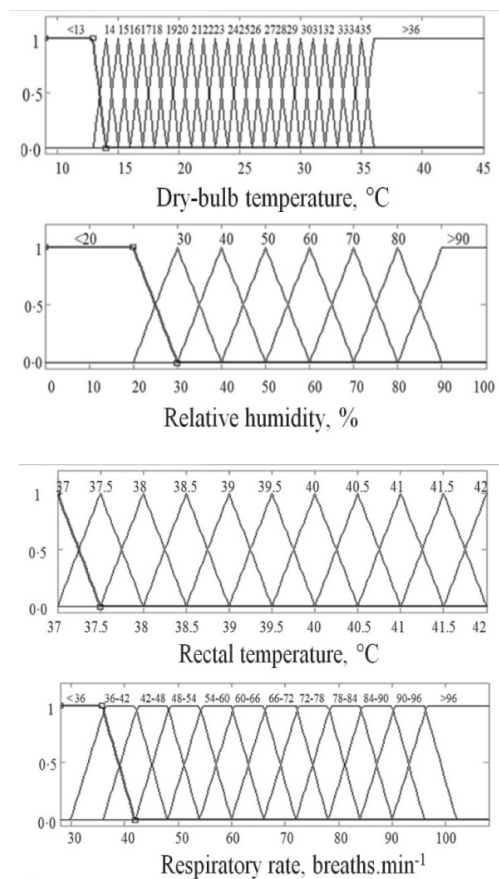 <13 14 15161718 1920 212223 242526 272829 303132 333435 >36
1
0·5
0·0
10 15 20 25 30 35 40 45
Dry-bulb temperature, °C
<20 30 40 50 60 70 80 >90
1
0·5
0·0
0 10 20 30 40 50 60 70 80 90 100
Relative humidity, %
37 37.5 38 38.5 39 39.5 40 40.5 41 41.5 42
1
0·5
0·0
37 37.5 38 38.5 39 39.5 40 40.5 41 41.5 42
Rectal temperature, °C
<36 36-42 42-48 48-54 54-60 60-66 66-72 72-78 78-84 84-90 90-96 >96
1
0·5
0·0
30 40 50 60 70 80 90 100
Respiratory rate, breaths.min-1